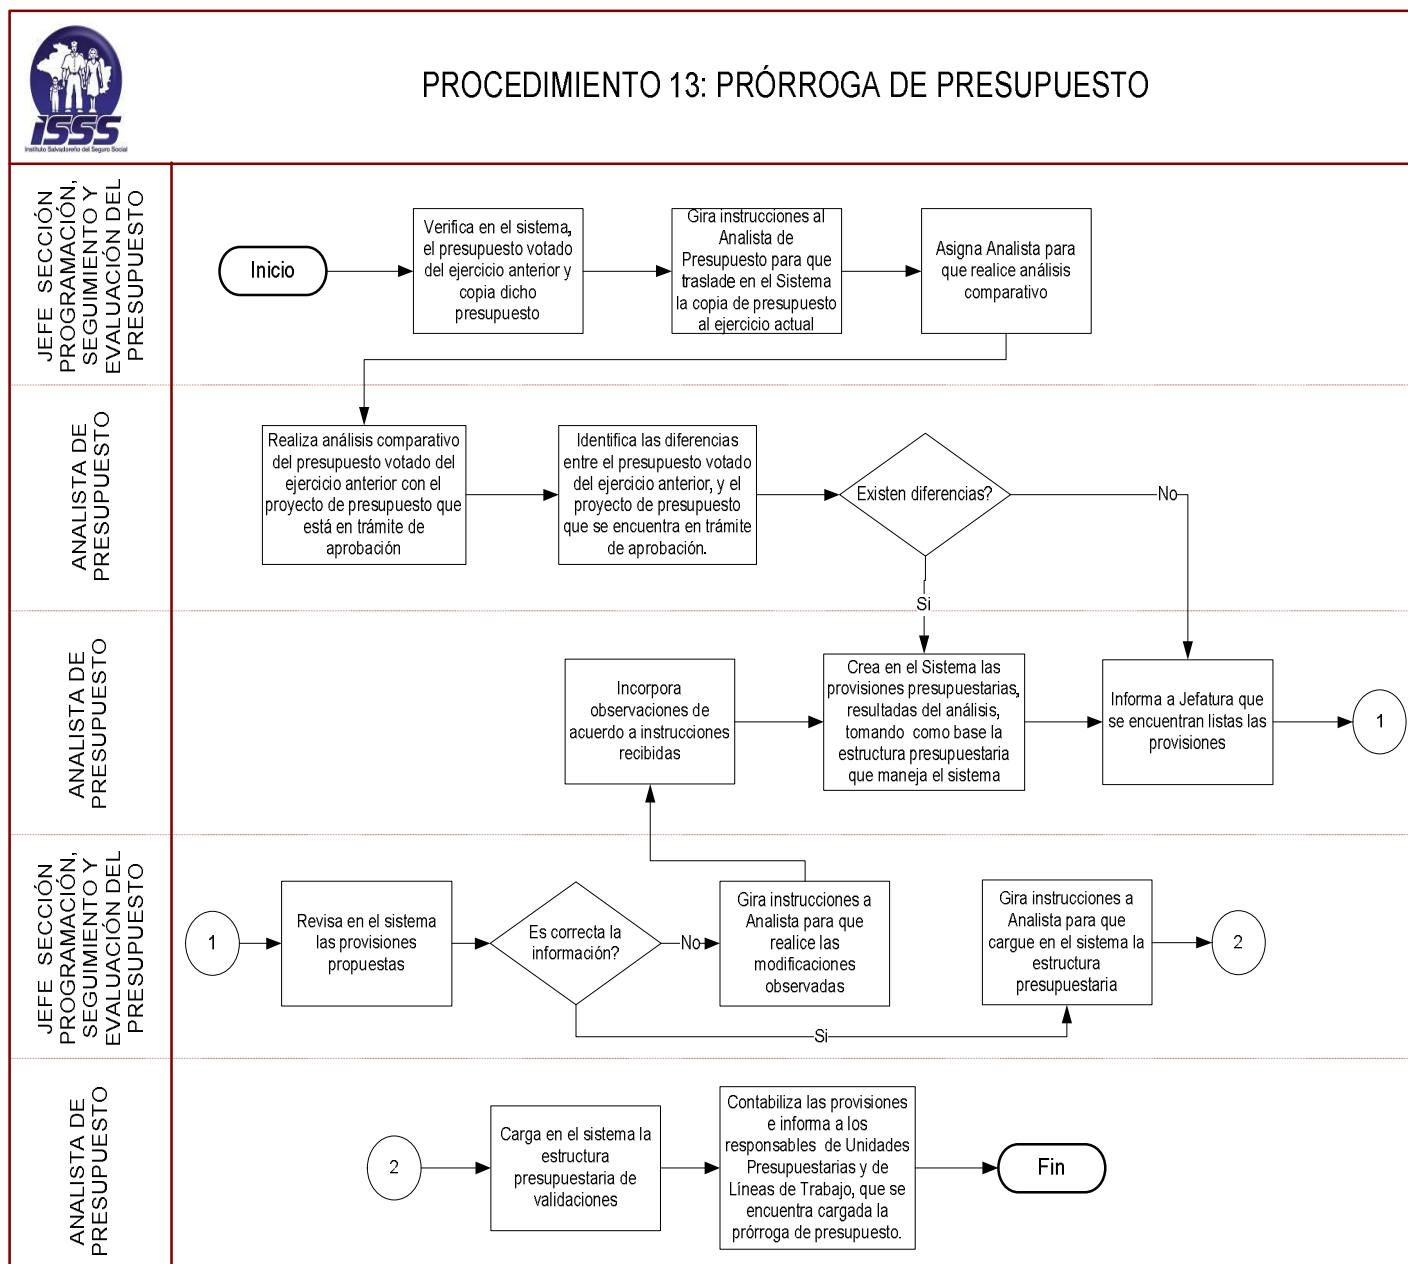 ISSS
Instituto Salvadoreño del Seguro Social
PROCEDIMIENTO 13: PRÓRROGA DE PRESUPUESTO
JEFE SECCIÓN
PROGRAMACIÓN,
SEGUIMIENTO Y
EVALUACIÓN DEL
PRESUPUESTO
Inicio
Verifica en el sistema,
el presupuesto votado
del ejercicio anterior y
copia dicho
presupuesto
Gira instrucciones al
Analista de
Presupuesto para que
traslade en el Sistema
la copia de presupuesto
al ejercicio actual
Asigna Analista para
que realice análisis
comparativo
ANALISTA DE
PRESUPUESTO
Realiza análisis comparativo
del presupuesto votado del
ejercicio anterior con el
proyecto de presupuesto que
está en trámite de
aprobación
Identifica las diferencias
entre el presupuesto votado
del ejercicio anterior, y el
proyecto de presupuesto
que se encuentra en trámite
de aprobación.
Existen diferencias?
No
Si
ANALISTA DE
PRESUPUESTO
Incorpora
observaciones de
acuerdo a instrucciones
recibidas
Crea en el Sistema las
provisiones presupuestarias,
resultadas del análisis,
tomando como base la
estructura presupuestaria
que maneja el sistema
Informa a Jefatura que
se encuentran listas las
provisiones
1
JEFE SECCIÓN
PROGRAMACIÓN,
SEGUIMIENTO Y
EVALUACIÓN DEL
PRESUPUESTO
1
Revisa en el sistema
las provisiones
propuestas
Es correcta la
información?
No
Gira instrucciones a
Analista para que
realice las
modificaciones
observadas
Gira instrucciones a
Analista para que
cargue en el sistema la
estructura
presupuestaria
2
Si
ANALISTA DE
PRESUPUESTO
2
Carga en el sistema la
estructura
presupuestaria de
validaciones
Contabiliza las provisiones
e informa a los
responsables de Unidades
Presupuestarias y de
Líneas de Trabajo, que se
encuentra cargada la
prórroga de presupuesto.
Fin